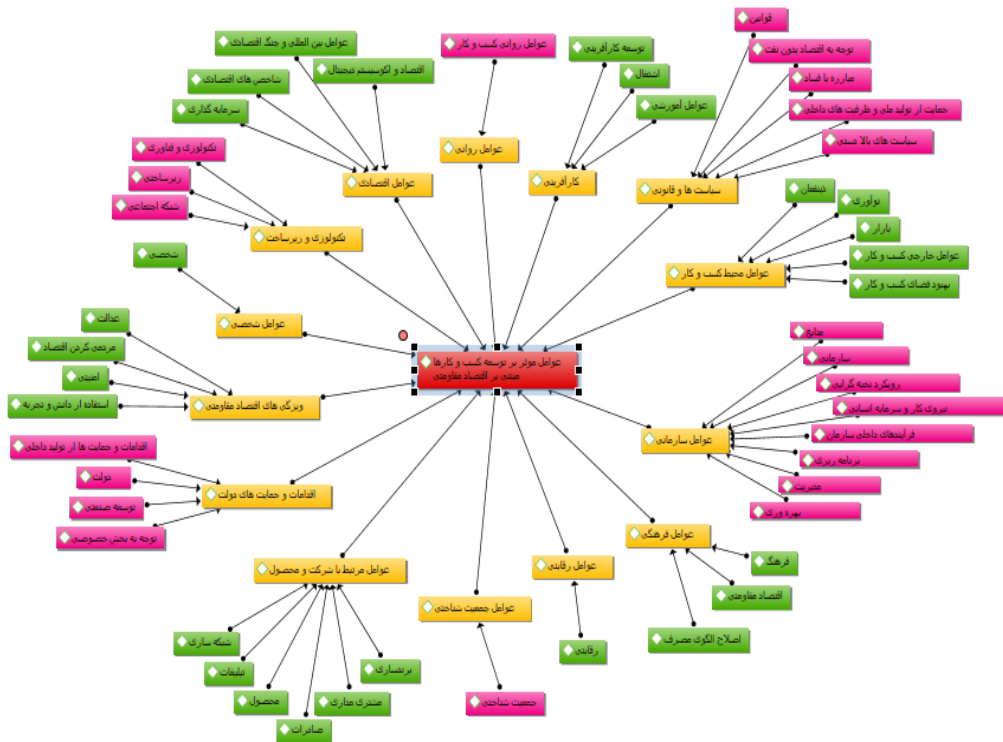 قوانین
عوامل روانی کسب و کار
عوامل بین المللی و جنگ اقتصادی
توسعه کارآفرینی
توجه به اقتصاد بدون نفت
اقتصاد و اکوسیستم دیجیتال
اشتغال
مبارزه با فساد
شاخص های اقتصادی
سرمایه گذاری
عوامل آموزشی
حمایت از تولید ملی و ظرفیت های داخلی
سیاست های بالا دستی
تکنولوژی و فناوری
عوامل روانی
زیرساختی
عوامل اقتصادی
کارآفرینی
سیاست ها و قانونی
ذینفعان
نوآوری
شبکه اجتماعی
بازار
تکنولوژی و زیرساخت
شخصی
عوامل خارجی کسب و کار
عوامل محیط کسب و کار
بهبود فضای کسب و کار
عدالت
عوامل شخصی
منابع
مردمی کردن اقتصاد
سازمانی
عوامل موثر بر توسعه کسب و کارها
مبتنی بر اقتصاد مقاومتی
امنیتی
رویکرد نخبه گرایی
استفاده از دانش و تجربه
ویژگی های اقتصاد مقاومتی
نیروی کار و سرمایه انسانی
فرآیندهای داخلی سازمان
عوامل سازمانی
اقدامات و حمایت ها از تولید داخلی
برنامه ریزی
دولت
مدیریت
اقدامات و حمایت های دولت
توسعه صنعتی
بهره وری
توجه به بخش خصوصی
عوامل فرهنگی
فرهنگ
عوامل رقابتی
عوامل مرتبط با شرکت و محصول
اقتصاد مقاومتی
عوامل جمعیت شناختی
اصلاح الگوی مصرف
شبکه سازی
رقابتی
تبلیغات
برندسازی
محصول
مشتری مداری
جمعیت شناختی
صادرات